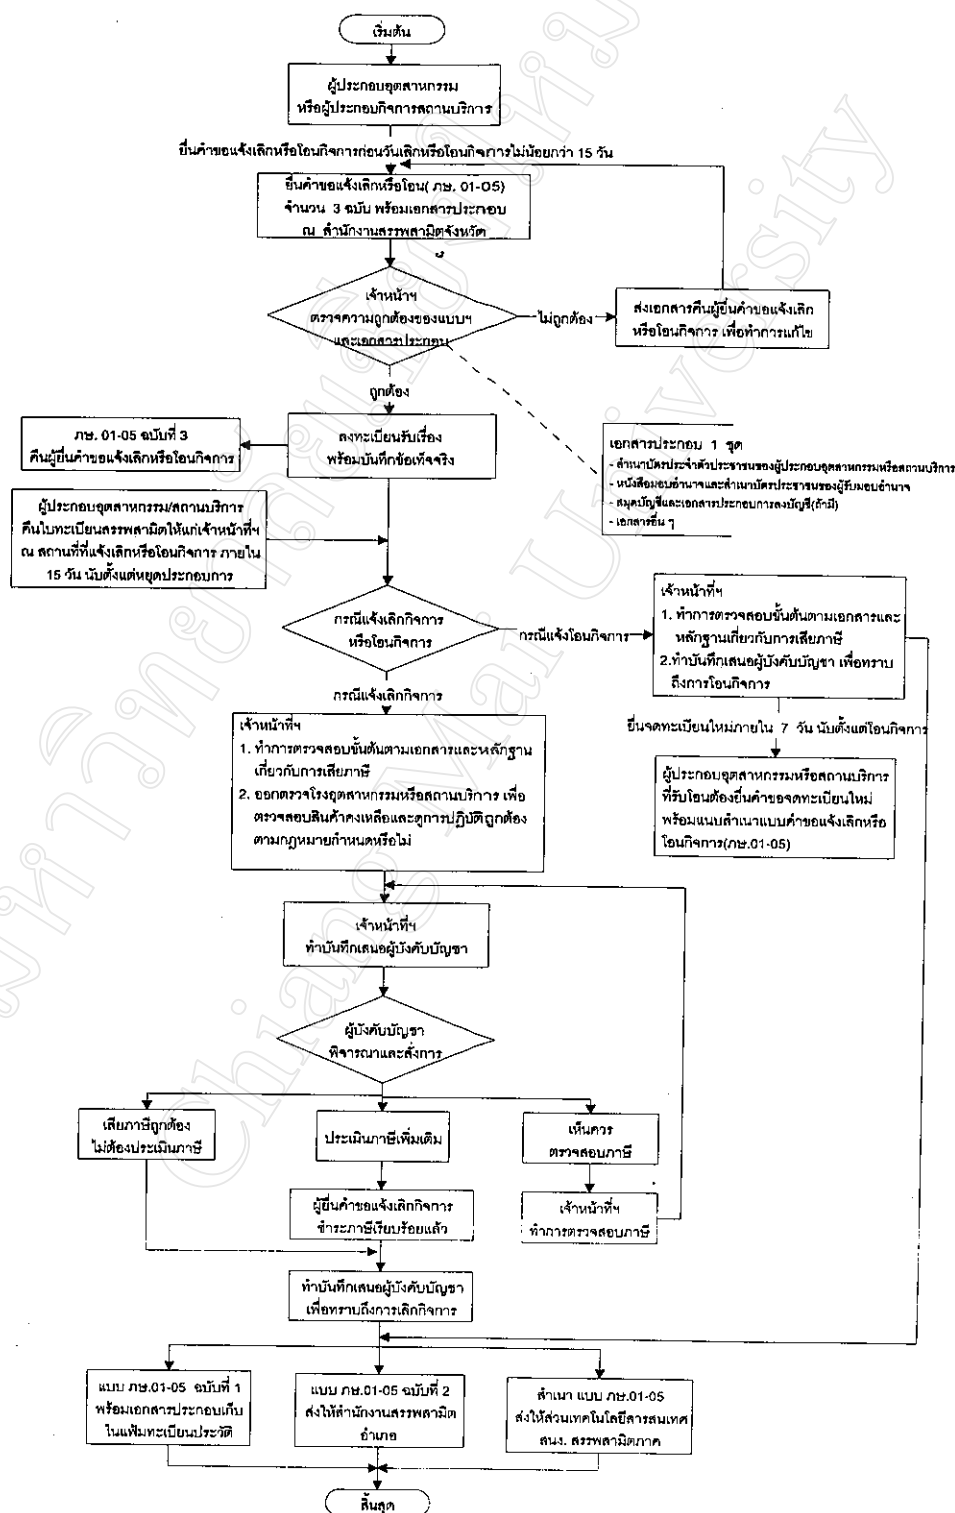 เริ่มต้น
ผู้ประกอบอุตสาหกรรม
หรือผู้ประกอบกิจการสถานบริการ
ยื่นคำขอแจ้งเลิกหรือโอนกิจการก่อนวันเลิกหรือโอนกิจการไม่น้อยกว่า 15 วัน
ยื่นคำขอแจ้งเลิกหรือโอน( ภษ. 01-05)
จำนวน 3 ฉบับ พร้อมเอกสารประกอบ
ณ สำนักงานสรรพสามิตจังหวัด
เจ้าหน้าฯ
ตรวจความถูกต้องของแบบฯ
และเอกสารประกอบ
ไม่ถูกต้อง
ส่งเอกสารคืนผู้ยื่นคำขอแจ้งเลิก
หรือโอนกิจการ เพื่อทำการแก้ไข
ถูกต้อง
ภษ. 01-05 ฉบับที่ 3
คืนผู้ยื่นคำขอแจ้งเลิกหรือโอนกิจการ
ลงทะเบียนรับเรื่อง
พร้อมบันทึกข้อเท็จจริง
เอกสารประกอบ 1 ชุด
- สำเนาบัตรประจำตัวประชาชนของผู้ประกอบอุตสาหกรรมหรือสถานบริการ
- หนังสือมอบอำนาจและสำเนาบัตรประชาชนของผู้รับมอบอำนาจ
- สมุดบัญชีและเอกสารประกอบการลงบัญชี(ถ้ามี)
- เอกสารอื่น ๆ
ผู้ประกอบอุตสาหกรรม/สถานบริการ
คืนใบทะเบียนสรรพสามิตให้แก่เจ้าหน้าที่ฯ
ณ สถานที่ที่แจ้งเลิกหรือโอนกิจการ ภายใน
15 วัน นับตั้งแต่หยุดประกอบการ
กรณีแจ้งเลิกกิจการ
หรือโอนกิจการ
กรณีแจ้งโอนกิจการ
เจ้าหน้าที่ฯ
1. ทำการตรวจสอบขั้นต้นตามเอกสารและ
หลักฐานเกี่ยวกับการเสียภาษี
2.ทำบันทึกเสนอผู้บังคับบัญชา เพื่อทราบ
ถึงการโอนกิจการ
กรณีแจ้งเลิกกิจการ
ยื่นจดทะเบียนใหม่ภายใน 7 วัน นับตั้งแต่โอนกิจการ
เจ้าหน้าที่ฯ
1. ทำการตรวจสอบขั้นต้นตามเอกสารและหลักฐาน
เกี่ยวกับการเสียภาษี
2. ออกตรวจโรงอุตสาหกรรมหรือสถานบริการ เพื่อ
ตรวจสอบสินค้าคงเหลือและดูการปฏิบัติถูกต้อง
ตามกฎหมายกำหนดหรือไม่
ผู้ประกอบอุตสาหกรรมหรือสถานบริการ
ที่รับโอนต้องยื่นคำขอจดทะเบียนใหม่
พร้อมแนบสำเนาแบบคำขอแจ้งเลิกหรือ
โอนกิจการ(ภษ.01-05)
เจ้าหน้าที่ฯ
ทำบันทึกเสนอผู้บังคับบัญชา
ผู้บังคับบัญชา
พิจารณาและสั่งการ
เสียภาษีถูกต้อง
ไม่ต้องประเมินภาษี
ประเมินภาษีเพิ่มเติม
เห็นควร
ตรวจสอบภาษี
ผู้ยื่นคำขอแจ้งเลิกกิจการ
ชำระภาษีเรียบร้อยแล้ว
เจ้าหน้าที่ฯ
ทำการตรวจสอบภาษี
ทำบันทึกเสนอผู้บังคับบัญชา
เพื่อทราบถึงการเลิกกิจการ
แบบ ภษ.01-05 ฉบับที่ 1
พร้อมเอกสารประกอบเก็บ
ในแฟ้มทะเบียนประวัติ
แบบ ภษ.01-05 ฉบับที่ 2
ส่งให้สำนักงานสรรพสามิต
อำเภอ
สำเนา แบบ ภษ.01-05
ส่งให้ส่วนเทคโนโลยีสารสนเทศ
สนง. สรรพสามิตภาค
สิ้นสุด
มหาวิทยาลัยเชียงใหม่
Chiang Mai University